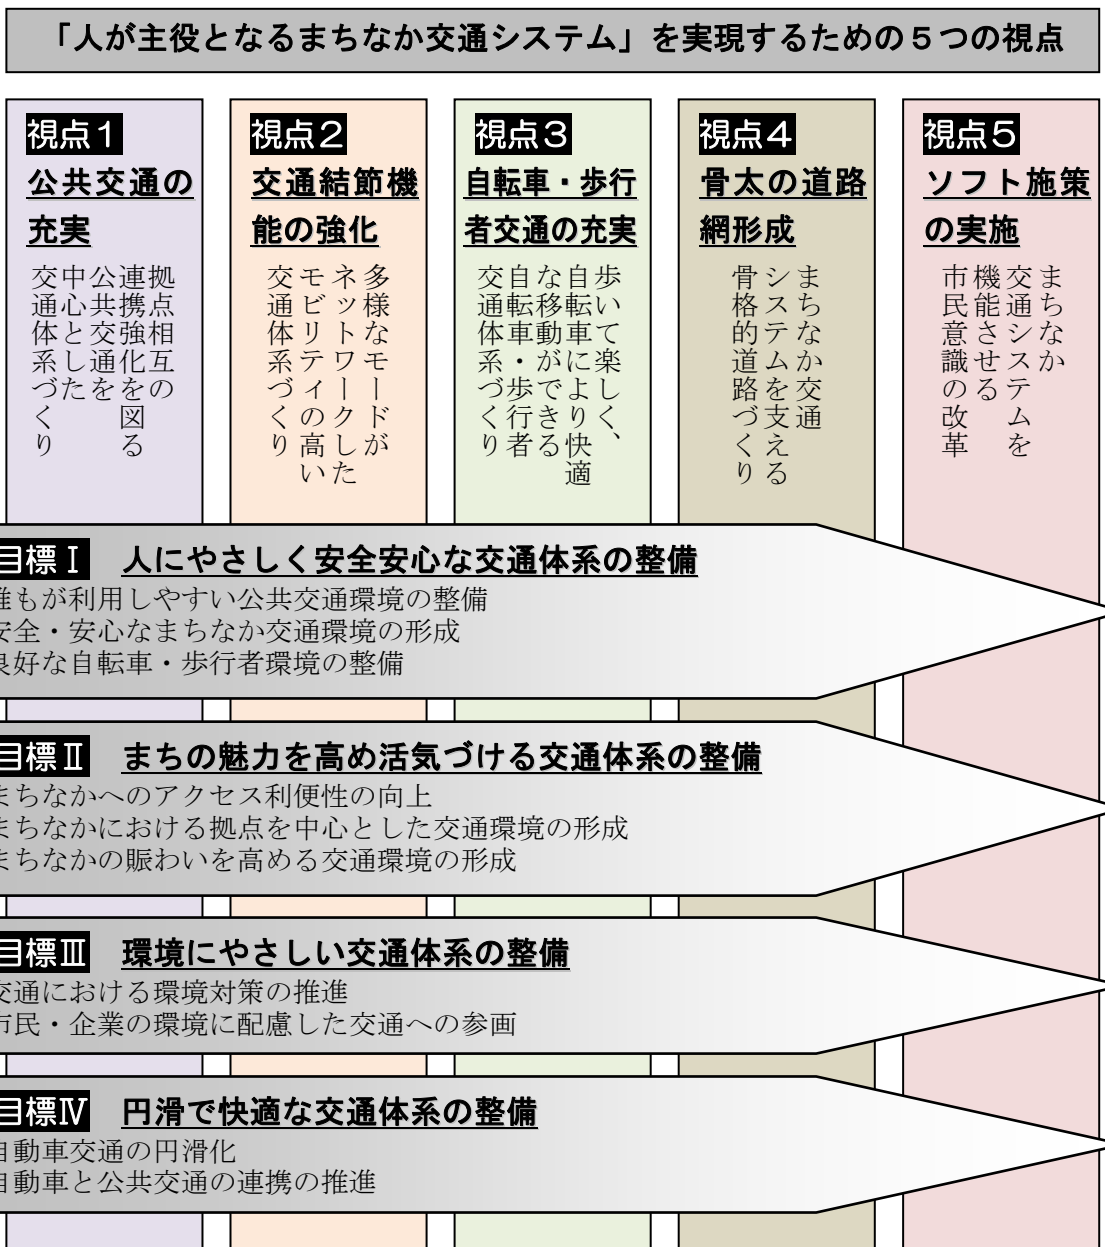 「人が主役となるまちなか交通システム」を実現するための５つの視点
視点１
公共交通の
充実
拠点相互の
連携強化を図る
公共交通を
中心とした
交通体系づくり
視点２
交通結節機
能の強化
多様なモードが
ネットワークした
モビリティの高い
交通体系づくり
視点３
自転車・歩行
者交通の充実
歩いて楽しく、
自転車により快適
な移動ができる
自転車・歩行者
交通体系づくり
視点４
骨太の道路
網形成
まちなか交通
システムを支える
骨格的道路づくり
視点５
ソフト施策
の実施
まちなか
交通システムを
機能させる
市民意識の改革
目標Ⅰ　人にやさしく安全安心な交通体系の整備
誰もが利用しやすい公共交通環境の整備
安全・安心なまちなか交通環境の形成
良好な自転車・歩行者環境の整備
目標Ⅱ　まちの魅力を高め活気づける交通体系の整備
まちなかへのアクセス利便性の向上
まちなかにおける拠点を中心とした交通環境の形成
まちなかの賑わいを高める交通環境の形成
目標Ⅲ　環境にやさしい交通体系の整備
交通における環境対策の推進
市民・企業の環境に配慮した交通への参画
目標Ⅳ　円滑で快適な交通体系の整備
自動車交通の円滑化
自動車と公共交通の連携の推進